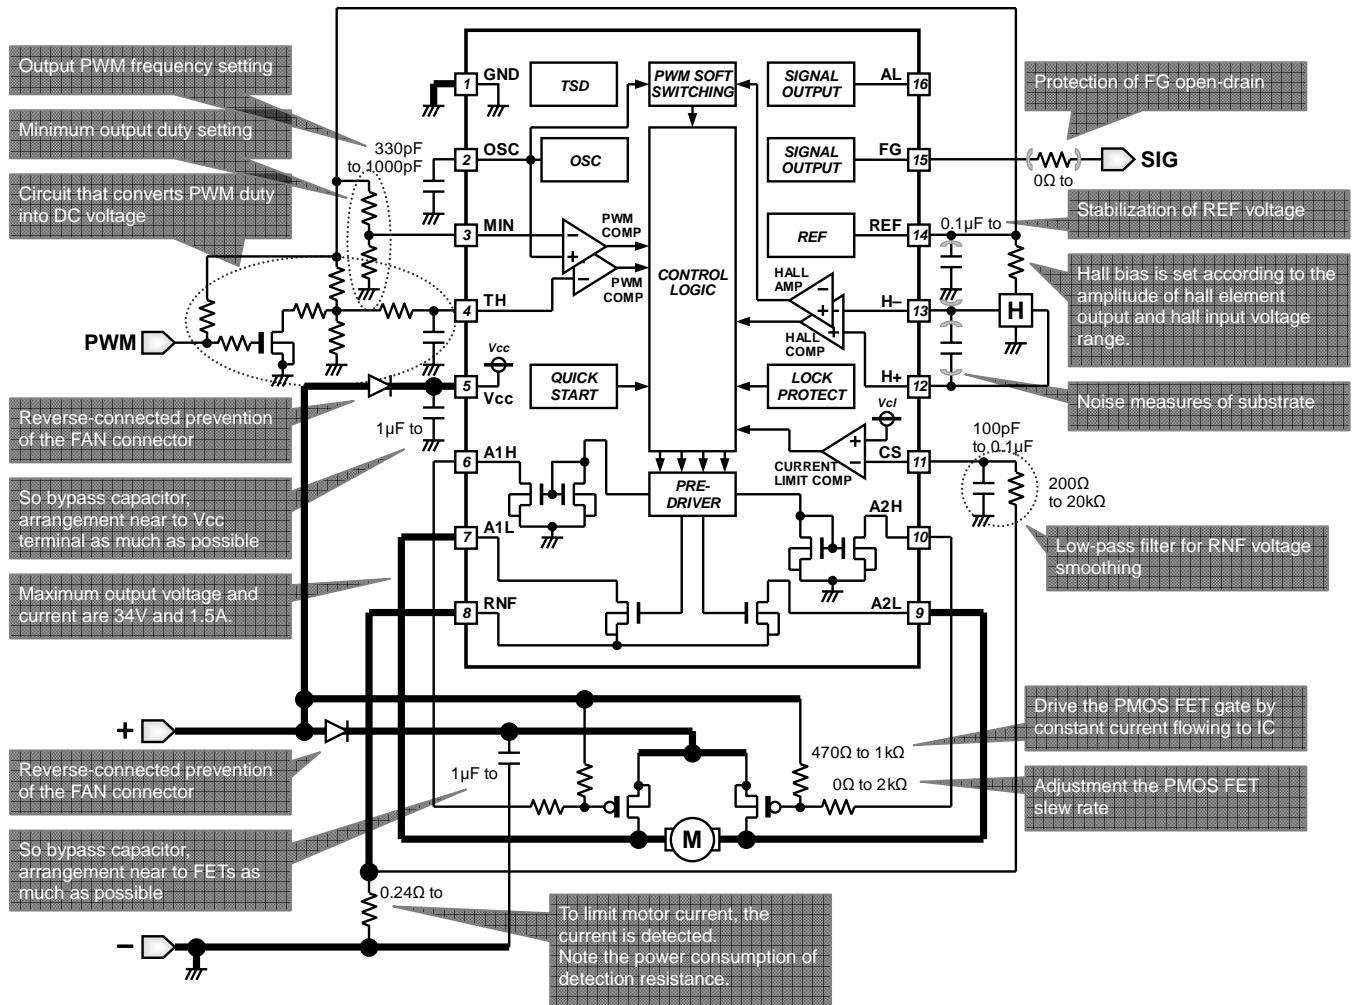 Output PWM frequency setting
Minimum output duty setting
Circuit that converts PWM duty
into DC voltage
330pF
to 1000pF
PWM
Reverse-connected prevention
of the FAN connector
1µF to
So bypass capacitor,
arrangement near to Vcc
terminal as much as possible
Maximum output voltage and
current are 34V and 1.5A.
1
GND
2
OSC
3
MIN
4
TH
5
Vcc
Vcc
6
A1H
7
A1L
8
RNF
TSD
OSC
PWM SOFT
SWITCHING
SIGNAL
OUTPUT
SIGNAL
OUTPUT
REF
PWM
COMP
PWM
COMP
CONTROL
LOGIC
HALL
AMP
HALL
COMP
QUICK
START
LOCK
PROTECT
Vcl
CURRENT
LIMIT COMP
PRE-
DRIVER
AL
16
FG
15
REF
14
H–
13
H+
12
CS
11
A2H
10
A2L
9
Protection of FG open-drain
SIG
0Ω to
0.1µF to
Stabilization of REF voltage
H
Hall bias is set according to the
amplitude of hall element
output and hall input voltage
range.
Noise measures of substrate
100pF
to 0.1µF
200Ω
to 20kΩ
Low-pass filter for RNF voltage
smoothing
+
Reverse-connected prevention
of the FAN connector
1µF to
So bypass capacitor,
arrangement near to FETs as
much as possible
470Ω to 1kΩ
0Ω to 2kΩ
Drive the PMOS FET gate by
constant current flowing to IC
Adjustment the PMOS FET
slew rate
M
0.24Ω to
–
To limit motor current, the
current is detected.
Note the power consumption of
detection resistance.